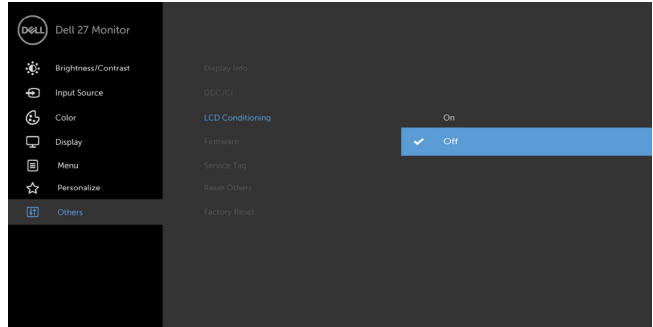 DELL
Dell 27 Monitor
Brightness/Contrast
Input Source
Color
Display
Menu
Personalize
Others
Display Info
DDC/CI
LCD Conditioning
Firmware
Service Tag
Reset Others
Factory Reset
On
Off